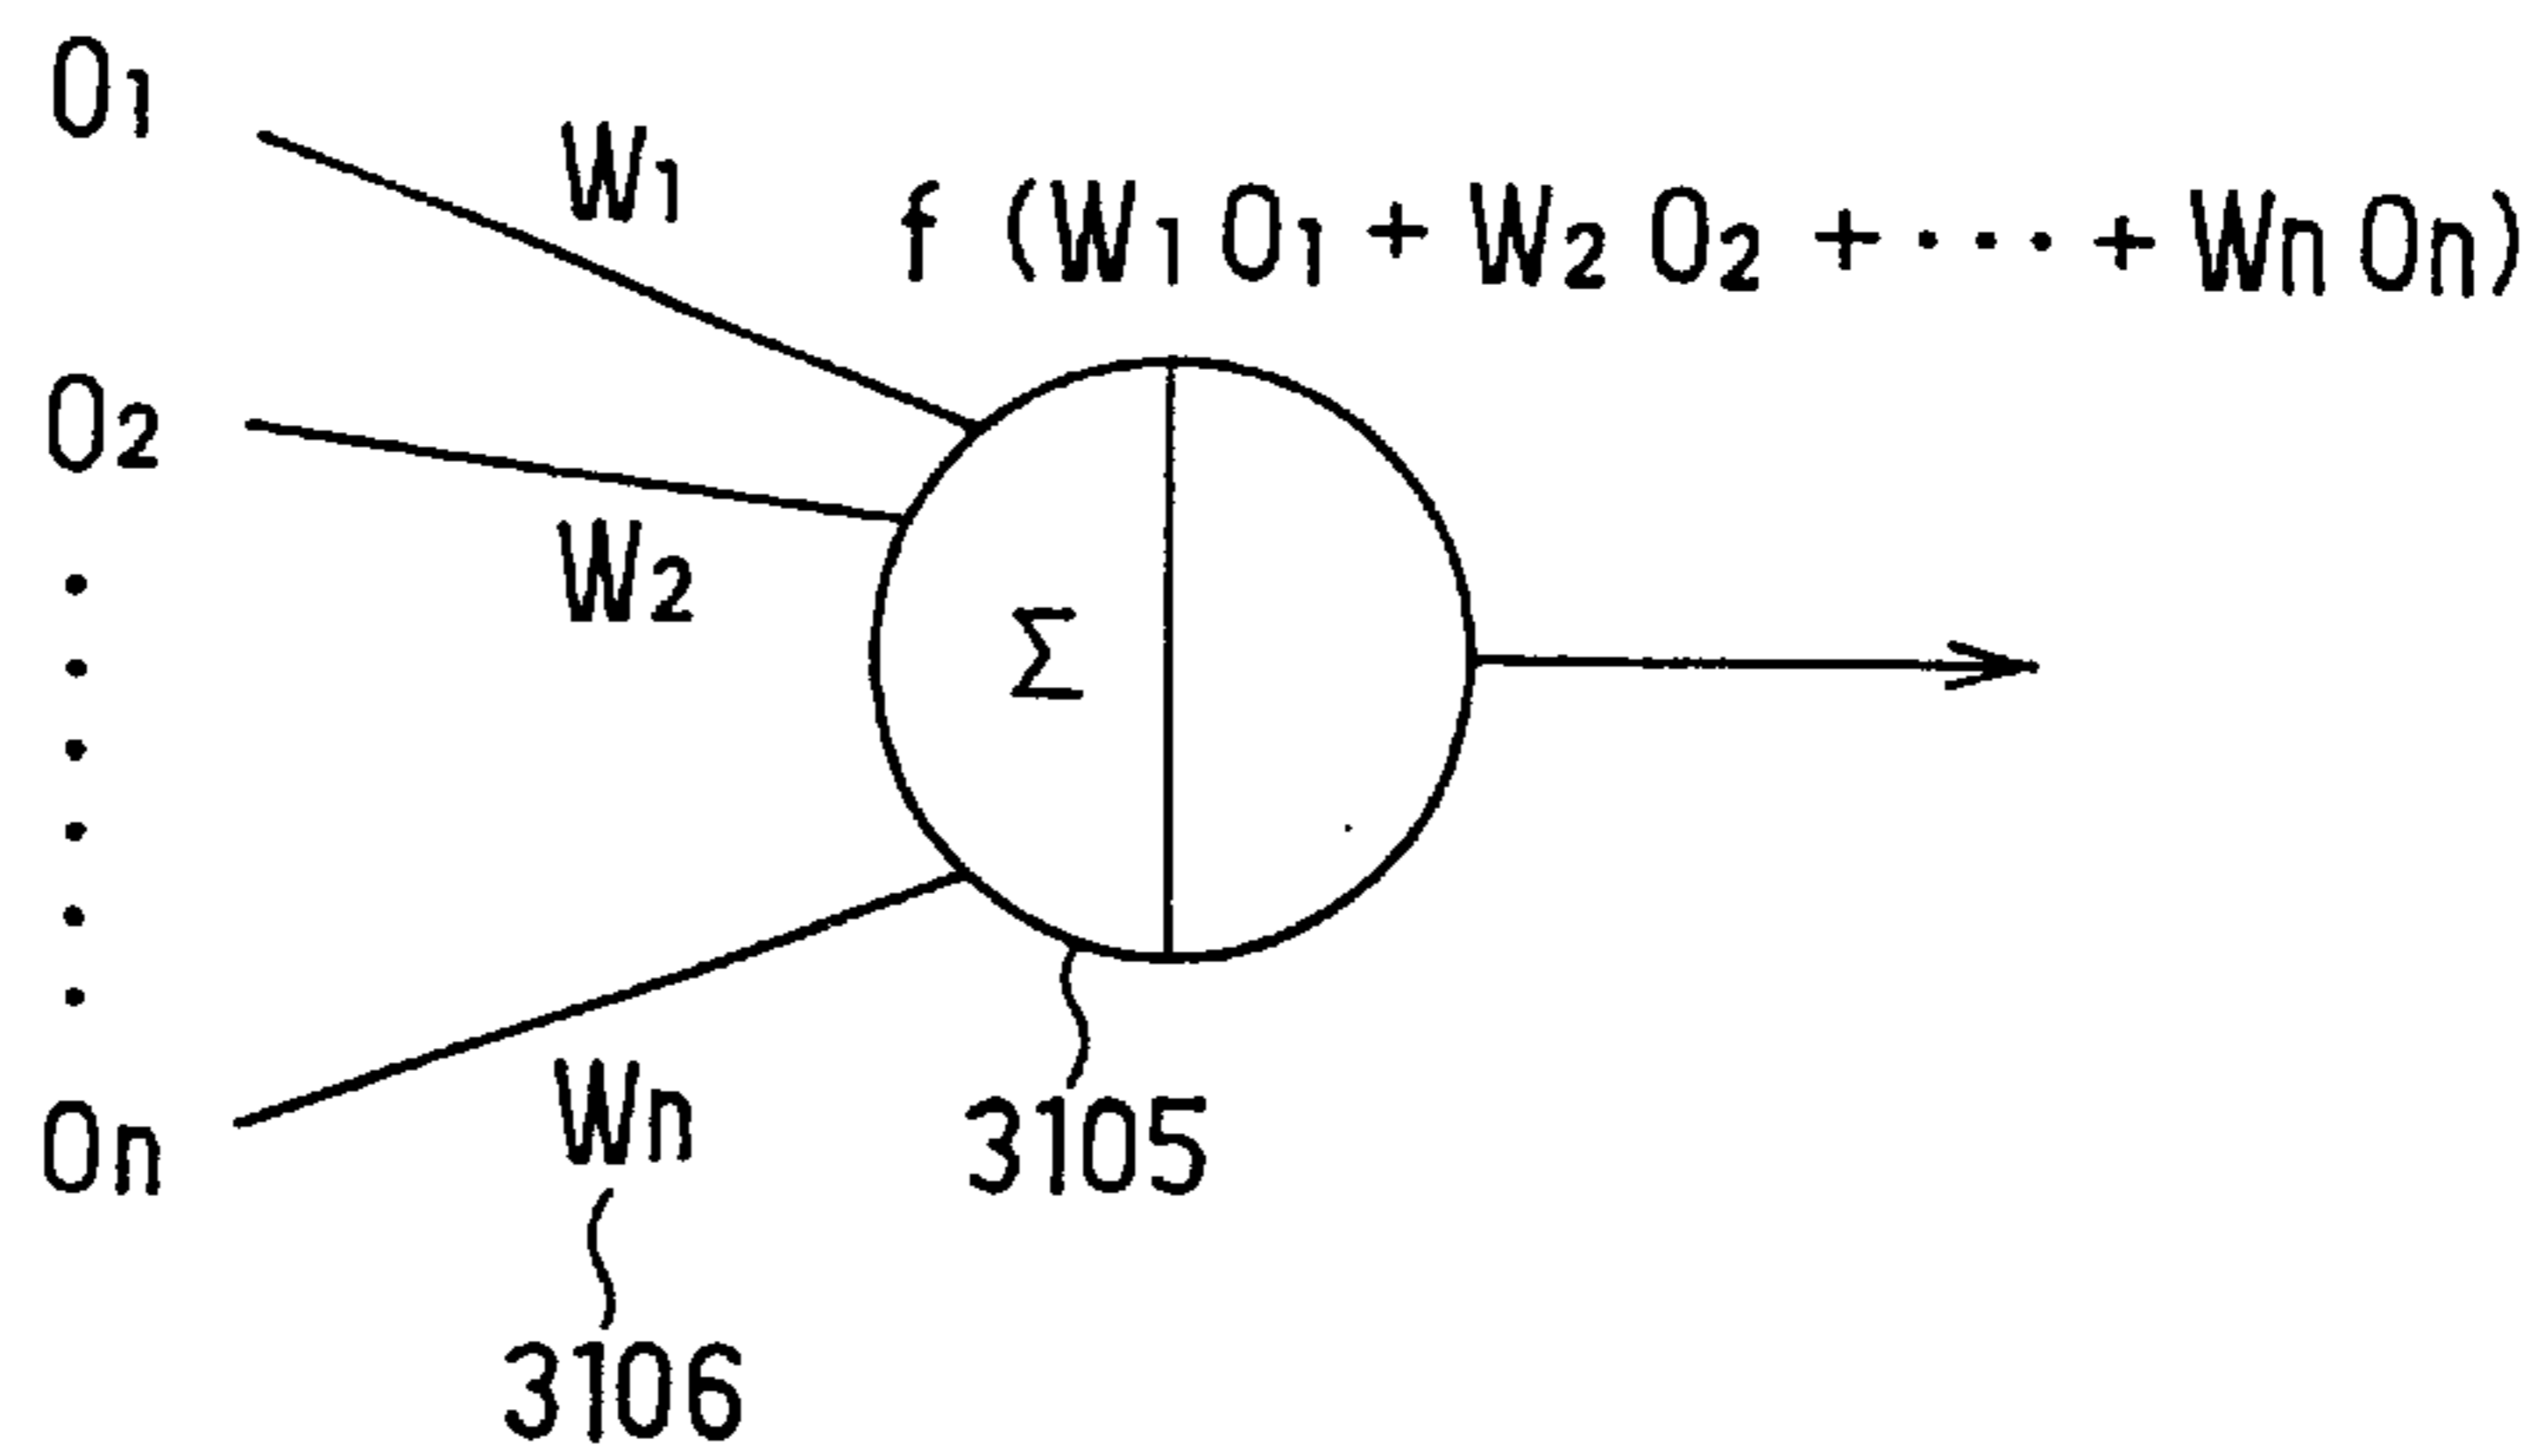 O1
W1
f (W1 O1 + W2 O2 + ··· + Wn On)
O2
W2
Σ
On
Wn
3105
3106